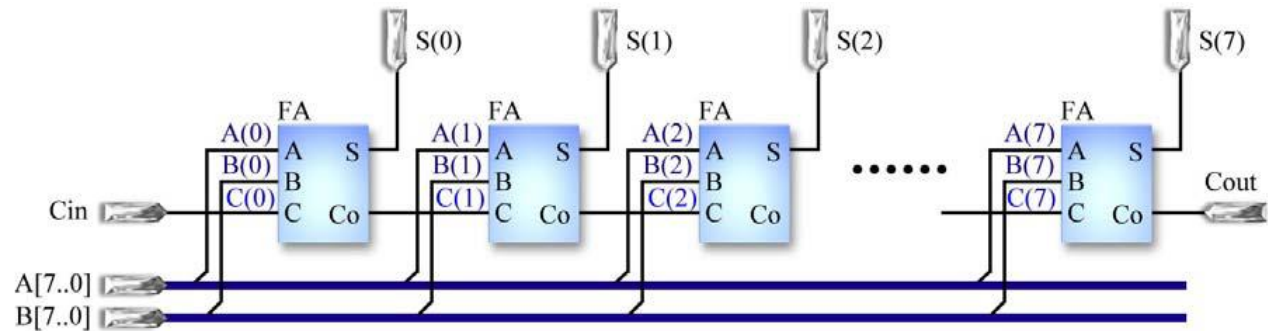 S(0) S(1) S(2) S(7)
FA FA FA FA
A(0) A(1) A(2) A(7)
A S A S A S A S
B(0) B(1) B(2) B(7)
B B B B
C(0) C(1) C(2) C(7) Cout
Cin C Co C Co C Co C Co
A[7..0]
B[7..0]